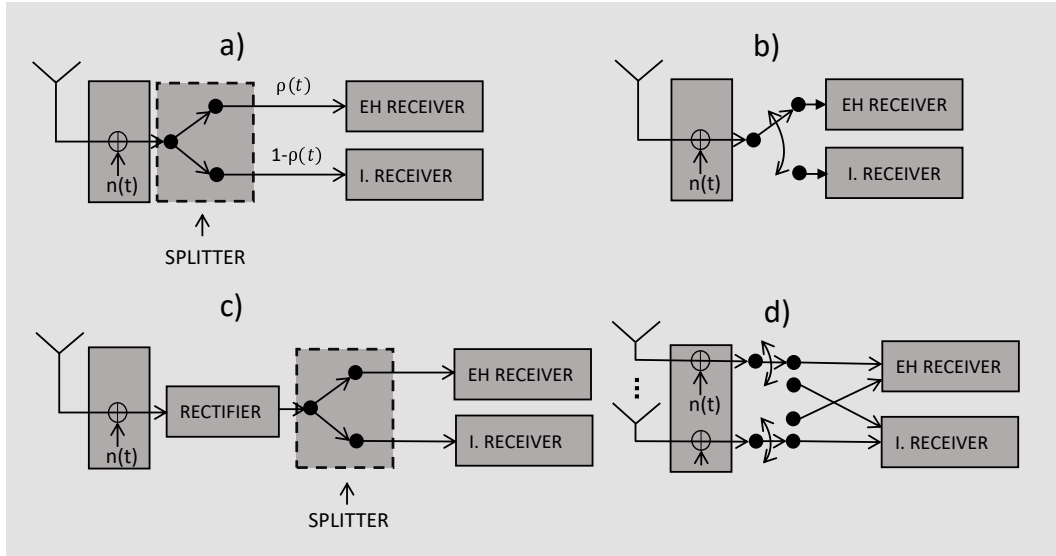 a)
ρ(t)
EH RECEIVER
1-ρ(t)
I. RECEIVER
n(t)
SPLITTER
b)
EH RECEIVER
I. RECEIVER
n(t)
c)
EH RECEIVER
RECTIFIER
I. RECEIVER
n(t)
SPLITTER
d)
EH RECEIVER
n(t)
I. RECEIVER